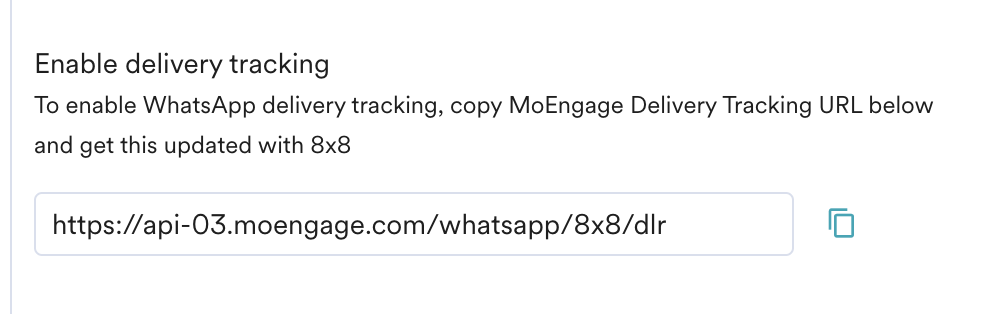 Enable delivery tracking
To enable WhatsApp delivery tracking, copy MoEngage Delivery Tracking URL below
and get this updated with 8x8
https://api-03.moengage.com/whatsapp/8x8/dlr